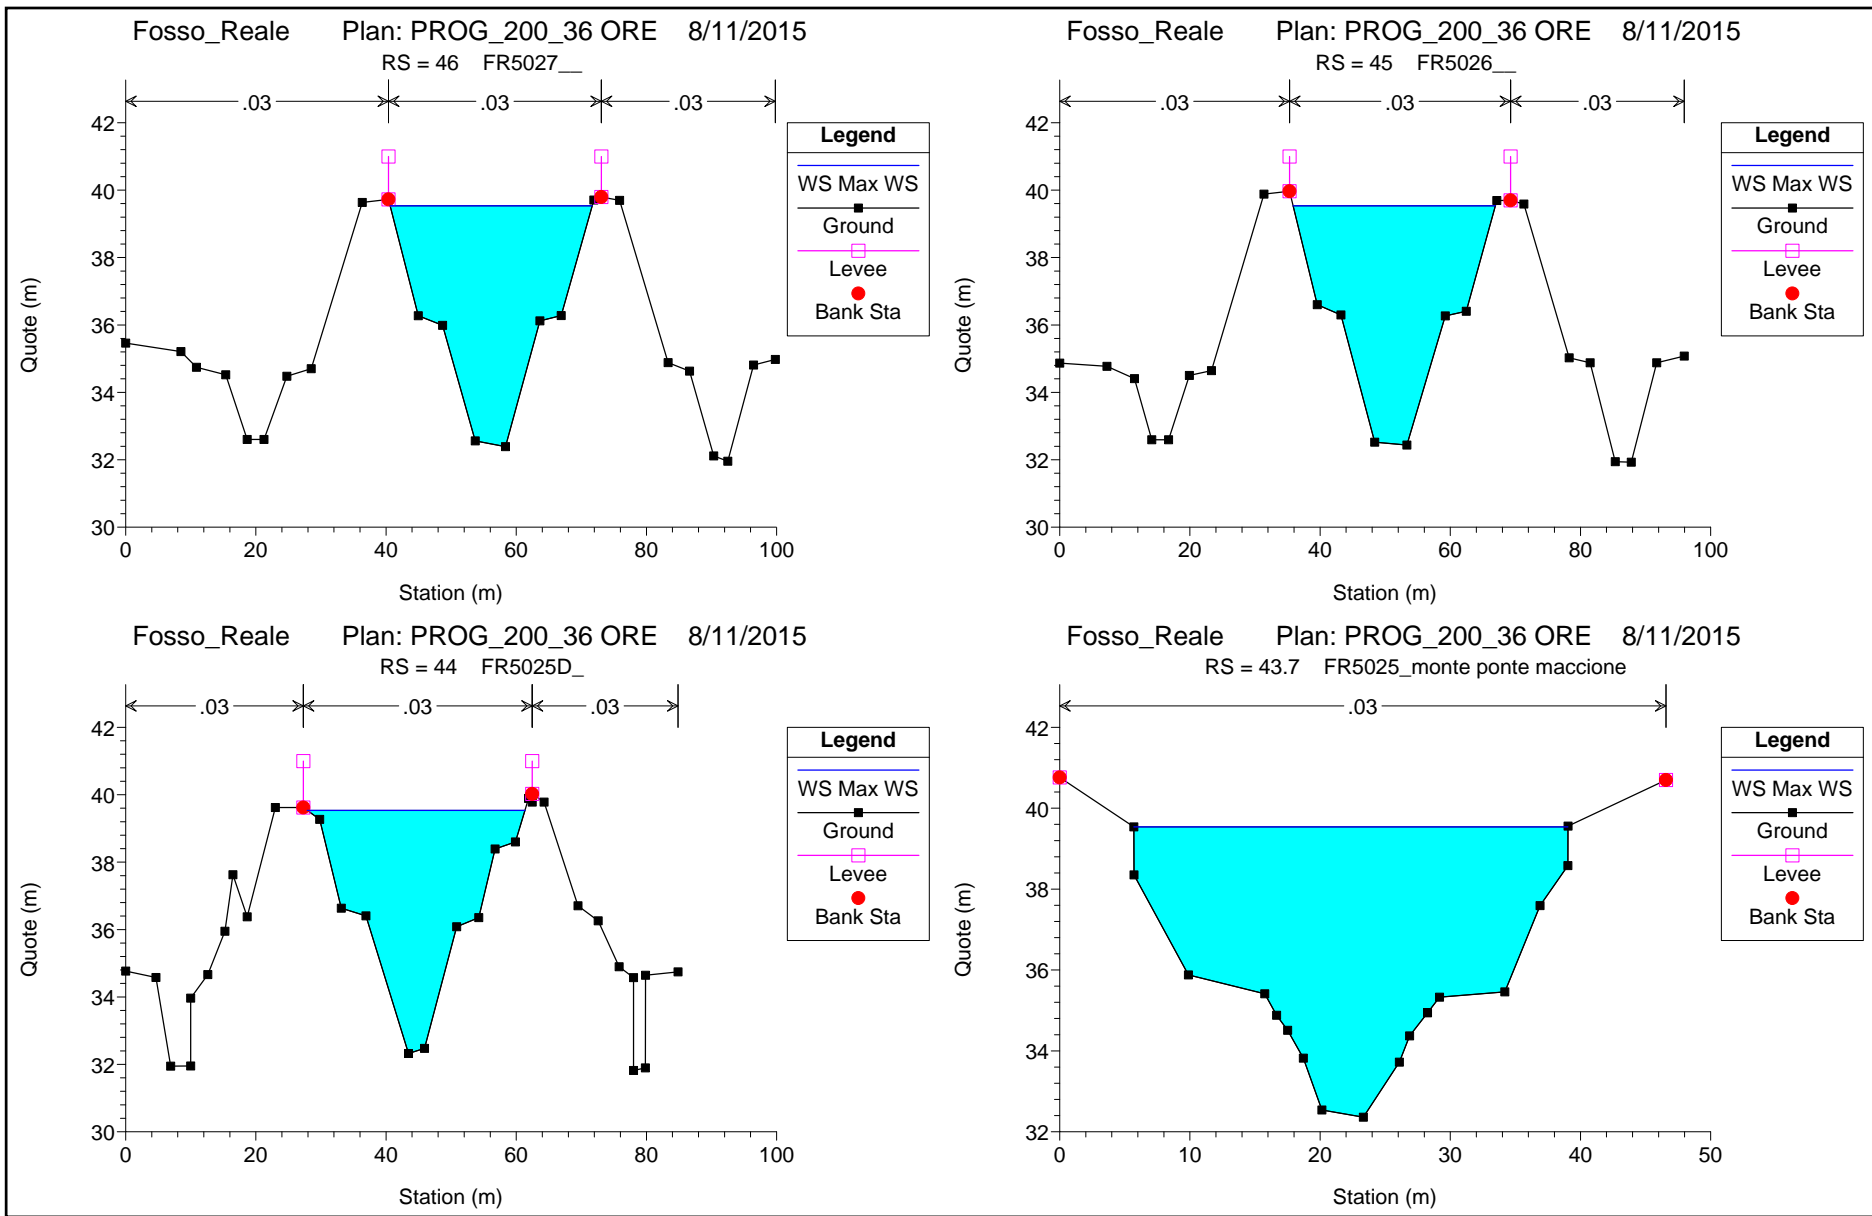 Fosso_Reale Plan: PROG_200_36 ORE 8/11/2015
RS = 46 FR5027__
.03 .03 .03
42
40
38
36
34
32
30
0 20 40 60 80 100
Station (m)
Quote (m)
Legend
WS Max WS
Ground
Levee
Bank Sta
Fosso_Reale Plan: PROG_200_36 ORE 8/11/2015
RS = 45 FR5026__
.03 .03 .03
42
40
38
36
34
32
30
0 20 40 60 80 100
Station (m)
Quote (m)
Legend
WS Max WS
Ground
Levee
Bank Sta
Fosso_Reale Plan: PROG_200_36 ORE 8/11/2015
RS = 44 FR5025D_
.03 .03 .03
42
40
38
36
34
32
30
0 20 40 60 80 100
Station (m)
Quote (m)
Legend
WS Max WS
Ground
Levee
Bank Sta
Fosso_Reale Plan: PROG_200_36 ORE 8/11/2015
RS = 43.7 FR5025_monte ponte maccione
.03
42
40
38
36
34
32
0 10 20 30 40 50
Station (m)
Quote (m)
Legend
WS Max WS
Ground
Levee
Bank Sta